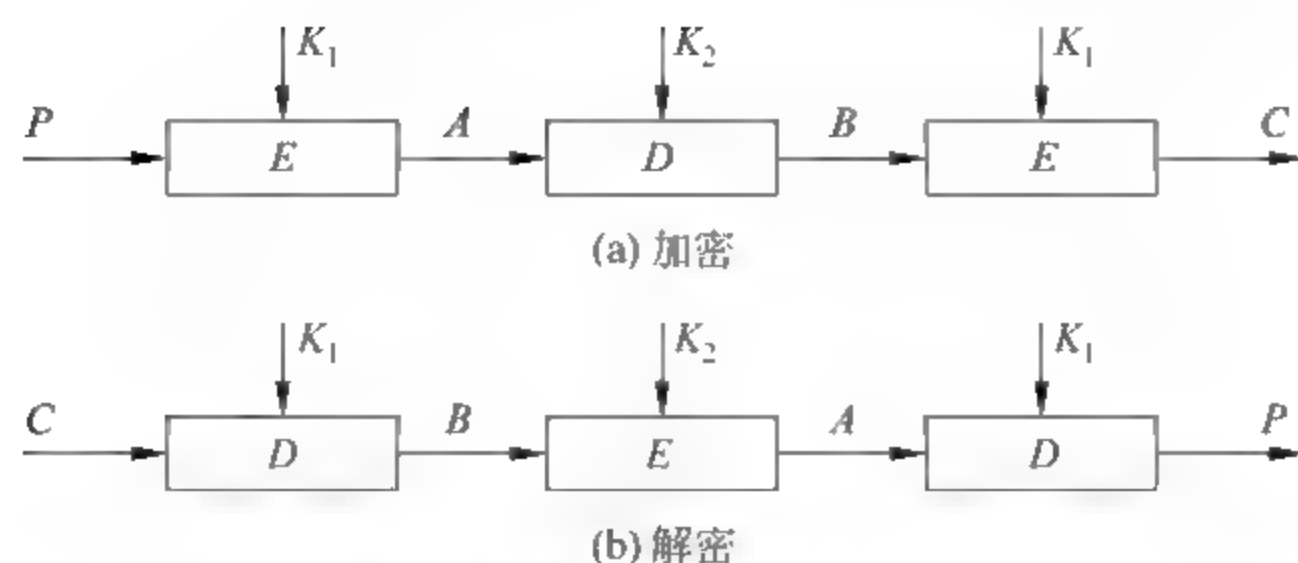 K₁ K₂ K₁
P E A D B E C
(a) 加密
K₁ K₂ K₁
C D B E A D P
(b) 解密